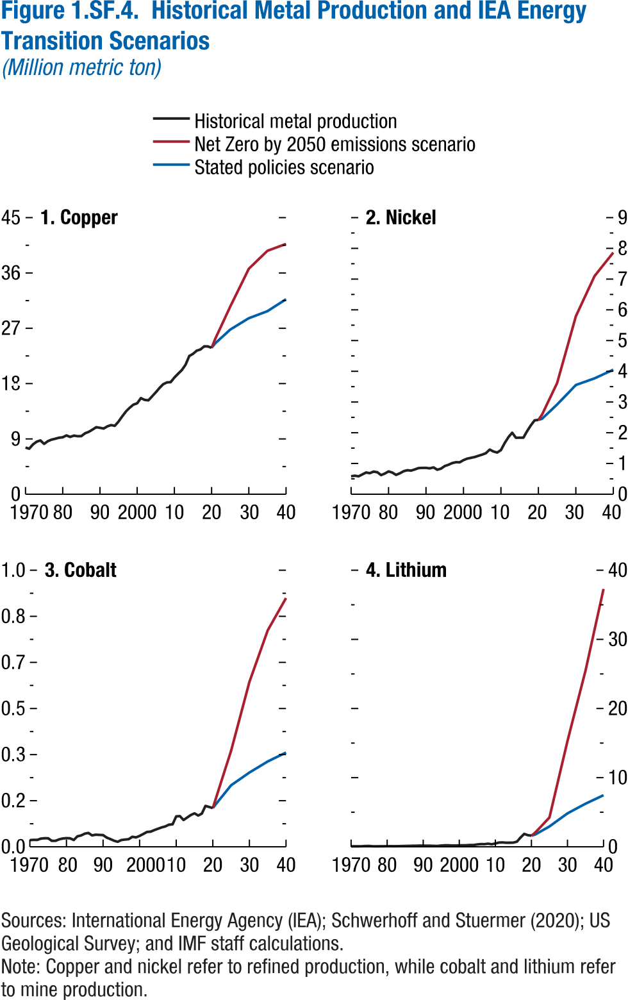 Figure 1.SF.4.  Historical Metal Production and IEA Energy
Transition Scenarios
(Million metric ton)
Historical metal production
Net Zero by 2050 emissions scenario
Stated policies scenario
1. Copper
45
36
27
18
9
0
1970 80 90 2000 10 20 30 40
2. Nickel
9
8
7
6
5
4
3
2
1
0
1970 80 90 2000 10 20 30 40
3. Cobalt
1.0
0.8
0.7
0.5
0.3
0.2
0.0
1970 80 90 2000 10 20 30 40
4. Lithium
40
30
20
10
0
1970 80 90 2000 10 20 30 40
Sources: International Energy Agency (IEA); Schwerhoff and Stuermer (2020); US
Geological Survey; and IMF staff calculations.
Note: Copper and nickel refer to refined production, while cobalt and lithium refer
to mine production.